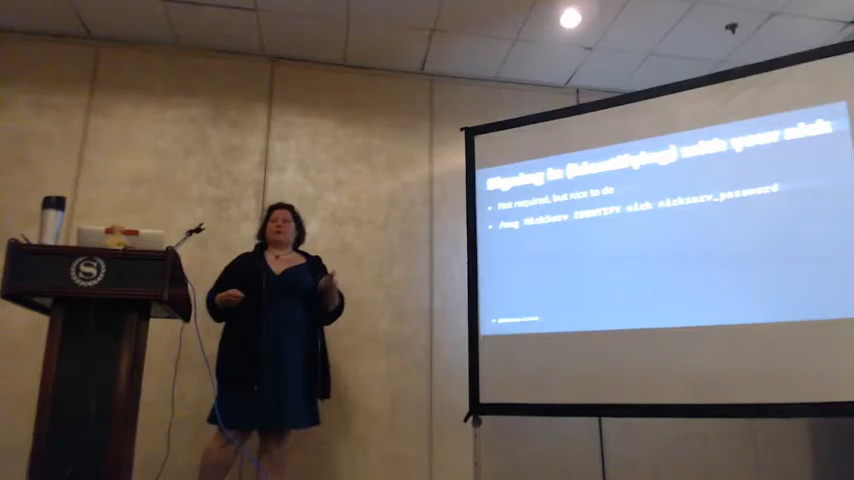 Signing in (identifying) with your nick
• Not required, but nice to do
• /msg NickServ IDENTIFY nick nickserv_password
S